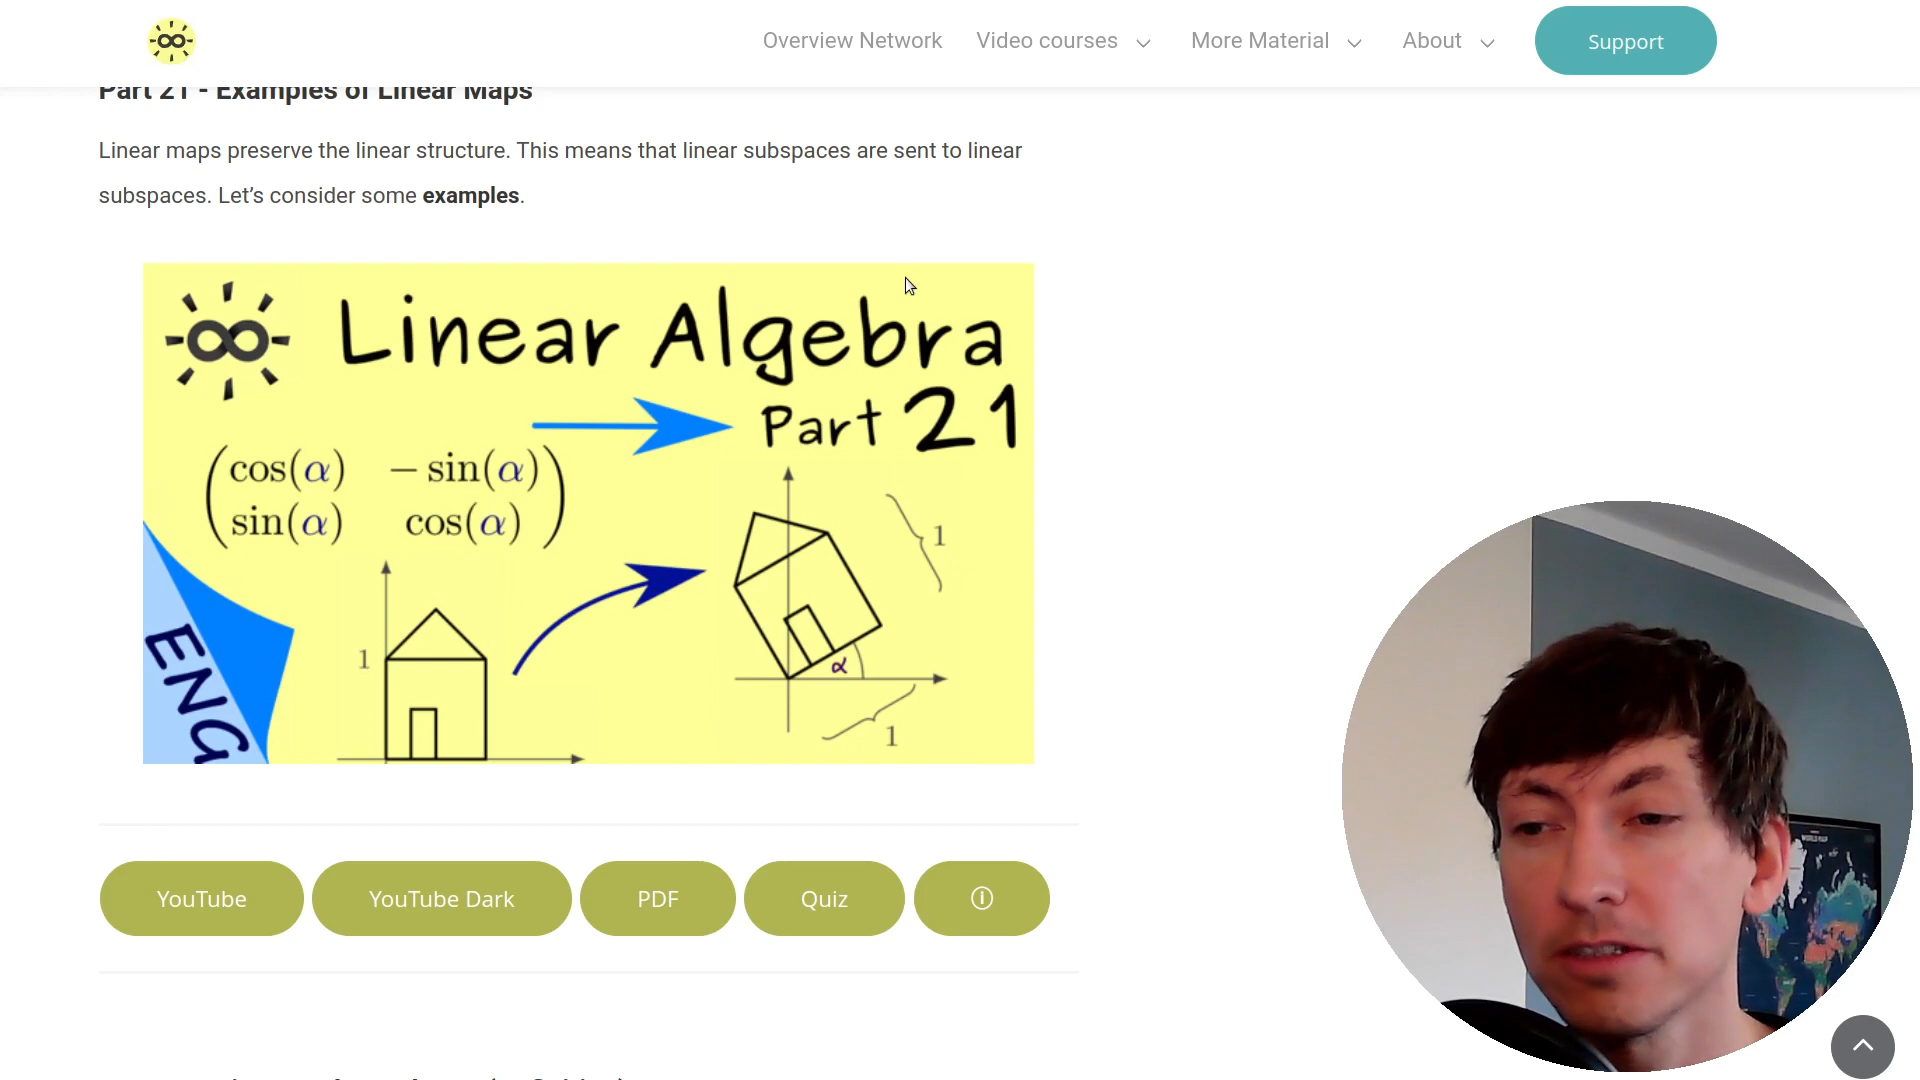 Overview Network Video courses More Material About Support
Part 21 - Examples of Linear Maps
Linear maps preserve the linear structure. This means that linear subspaces are sent to linear
subspaces. Let’s consider some examples.
Linear Algebra
Part 21
cos(α) − sin(α)
sin(α) cos(α)
1
α
1
1
ENG
YouTube YouTube Dark PDF Quiz ⓘ
WORLD MAP